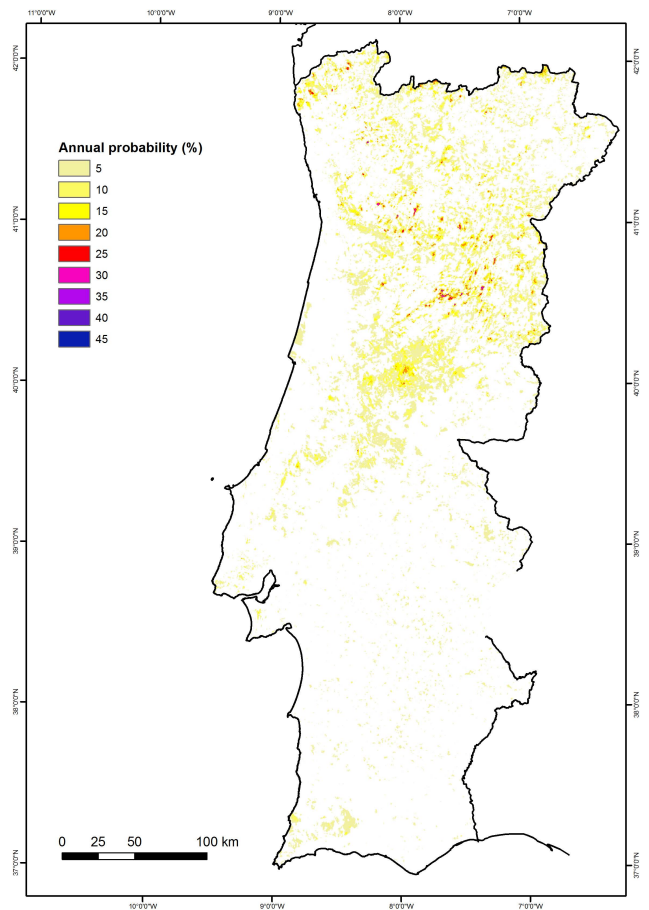 11°0'0"W 10°0'0"W 9°0'0"W 8°0'0"W 7°0'0"W
42°0'0"N 42°0'0"N
Annual probability (%)
5
10
15
20
25
30
35
40
45
41°0'0"N 41°0'0"N
40°0'0"N 40°0'0"N
39°0'0"N 39°0'0"N
38°0'0"N 38°0'0"N
0 25 50 100 km
37°0'0"N 37°0'0"N
10°0'0"W 9°0'0"W 8°0'0"W 7°0'0"W